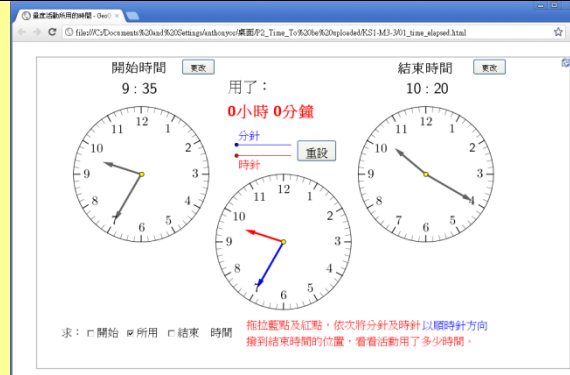 量度活動所用的時間 - GeoG
file:///C:/Documents%20and%20Settings/anthonyor/桌面/P2_Time_To%20be%20uploaded/KS1-M3-3/01_time_elapsed.html
開始時間 更改
9 : 35
用了：
0小時 0分鐘
分針
時針
重設
結束時間 更改
10 : 20
12 1 2 3 4 5 6 7 8 9 10 11
12 1 2 3 4 5 6 7 8 9 10 11
12 1 2 3 4 5 6 7 8 9 10 11
求： 開始 所用 結束 時間
拖拉藍點及紅點，依次將分針及時針以順時針方向
撥到結束時間的位置，看看活動用了多少時間。